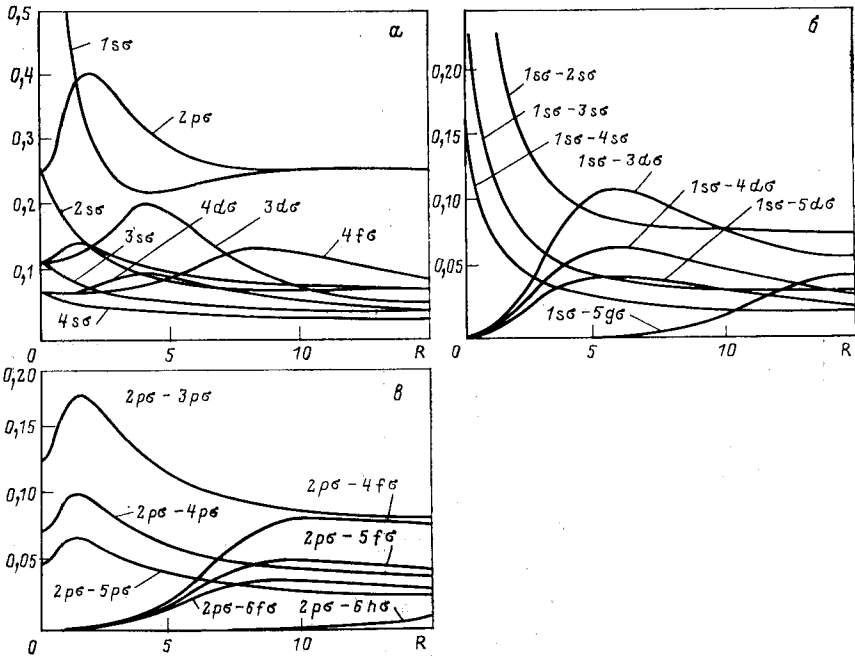 0,5
0,4
0,3
0,2
0,1
0
5
10
R
а
1sσ
2pσ
2sσ
3sσ
4dσ
3dσ
4fσ
4sσ
0,20
0,15
0,10
0,05
0
5
10
R
б
1sσ-2sσ
1sσ-3sσ
1sσ-4sσ
1sσ-3dσ
1sσ-4dσ
1sσ-5dσ
1sσ-5gσ
0,20
0,15
0,10
0,05
0
5
10
R
в
2pσ-3pσ
2pσ-4pσ
2pσ-5pσ
2pσ-4fσ
2pσ-5fσ
2pσ-6fσ
2pσ-6hσ